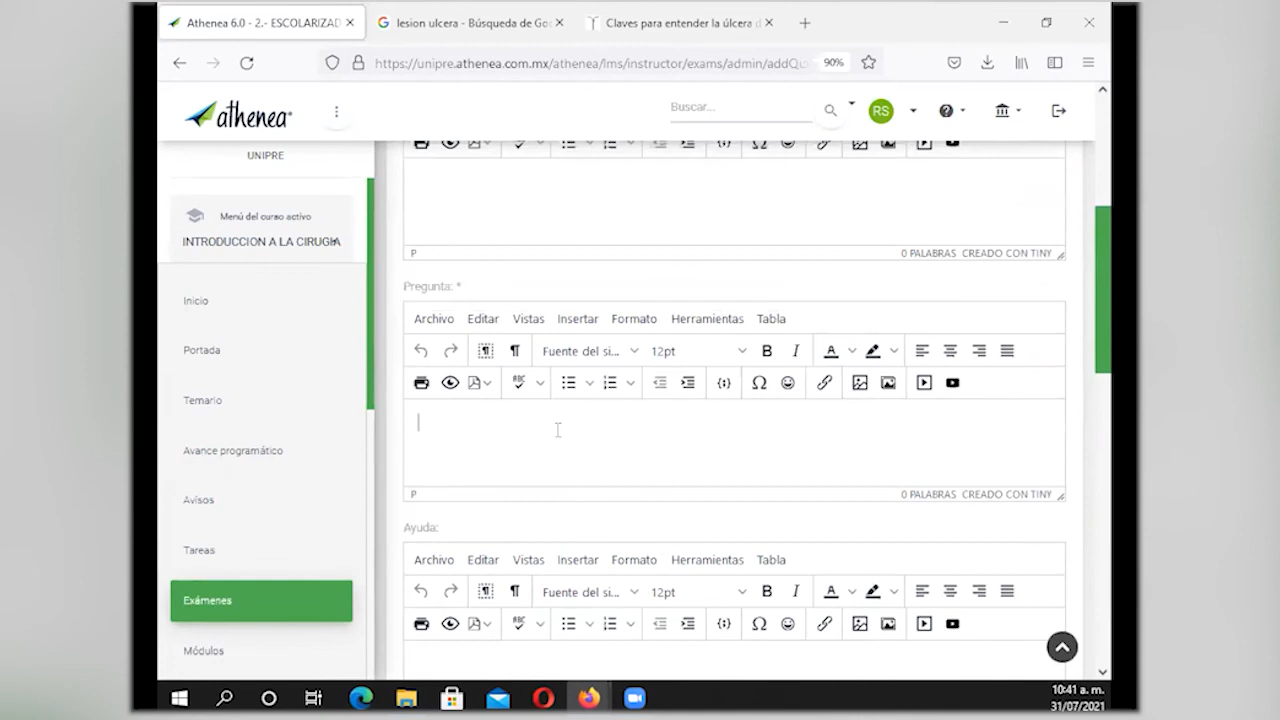 Athenea 6.0 - 2.- ESCOLARIZAD
lesion ulcera - Búsqueda de Goo
Claves para entender la úlcera d
https://unipre.athenea.com.mx/athenea/lms/instructor/exams/admin/addQu
90%
athenea
Buscar...
RS
UNIPRE
Menú del curso activo
INTRODUCCION A LA CIRUGIA
Inicio
Portada
Temario
Avance programático
Avisos
Tareas
Exámenes
Módulos
P
0 PALABRAS CREADO CON TINY
Pregunta: *
Archivo Editar Vistas Insertar Formato Herramientas Tabla
Fuente del si... 12pt B I A
P
0 PALABRAS CREADO CON TINY
Ayuda:
Archivo Editar Vistas Insertar Formato Herramientas Tabla
Fuente del si... 12pt B I A
10:41 a. m.
31/07/2021